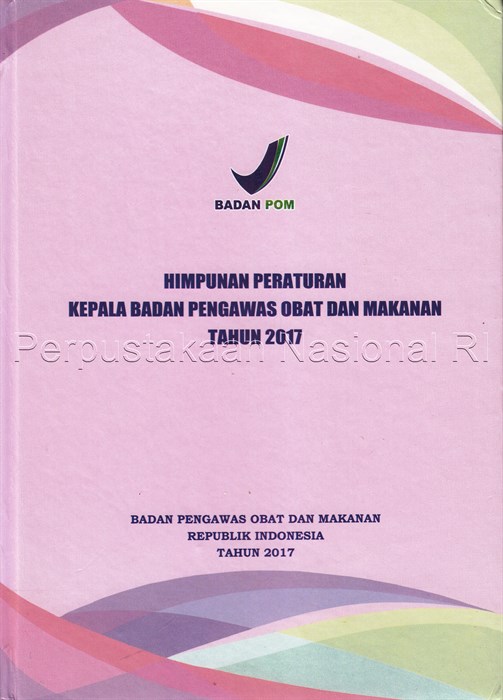 BADAN POM
HIMPUNAN PERATURAN
KEPALA BADAN PENGAWAS OBAT DAN MAKANAN
TAHUN 2017
Perpustakaan Nasional RI
BADAN PENGAWAS OBAT DAN MAKANAN
REPUBLIK INDONESIA
TAHUN 2017